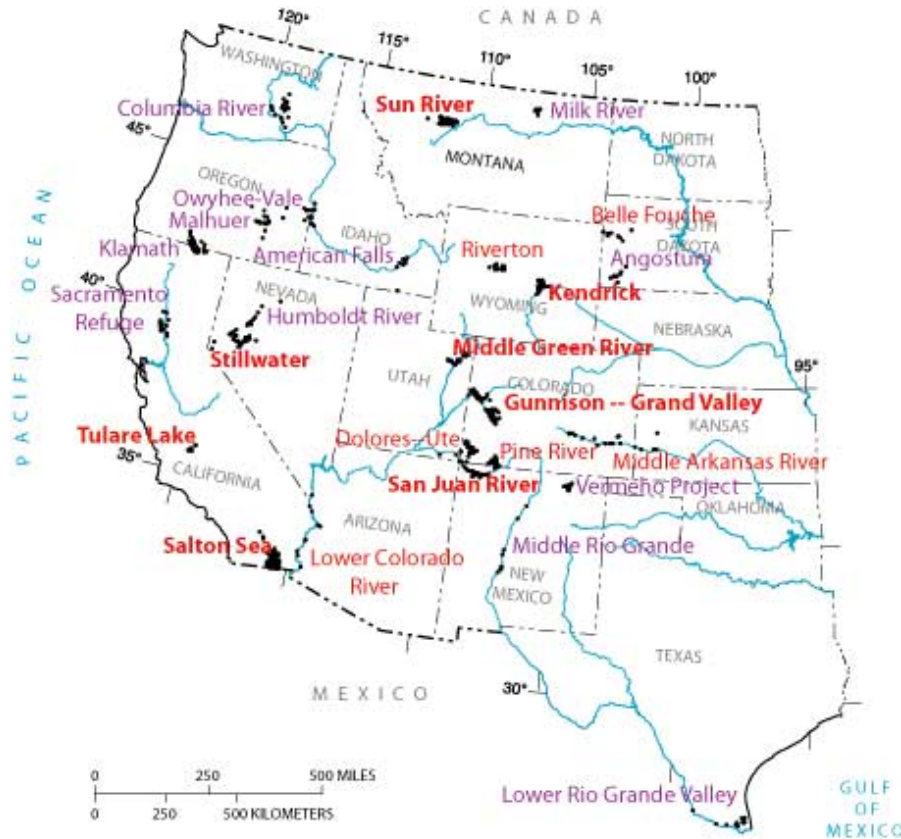 CANADA
120°
115°
110°
105°
100°
WASHINGTON
Columbia River
Sun River
Milk River
45°
MONTANA
NORTH
DAKOTA
OREGON
Owyhee-Vale
Malhuer
IDAHO
Belle Fouche
SOUTH
DAKOTA
Klamath
American Falls
Riverton
Angostura
PACIFIC OCEAN
40°
NEVADA
Sacramento
Refuge
Humboldt River
WYOMING
Kendrick
NEBRASKA
Stillwater
Middle Green River
UTAH
COLORADO
95°
Gunnison -- Grand Valley
KANSAS
Tulare Lake
Dolores--Ute
Pine River
Middle Arkansas River
35°
CALIFORNIA
San Juan River
Vermeho Project
OKLAHOMA
ARIZONA
Salton Sea
Lower Colorado
River
Middle Rio Grande
NEW
MEXICO
TEXAS
MEXICO
30°
0 250 500 MILES
0 250 500 KILOMETERS
Lower Rio Grande Valley
GULF
OF
MEXICO